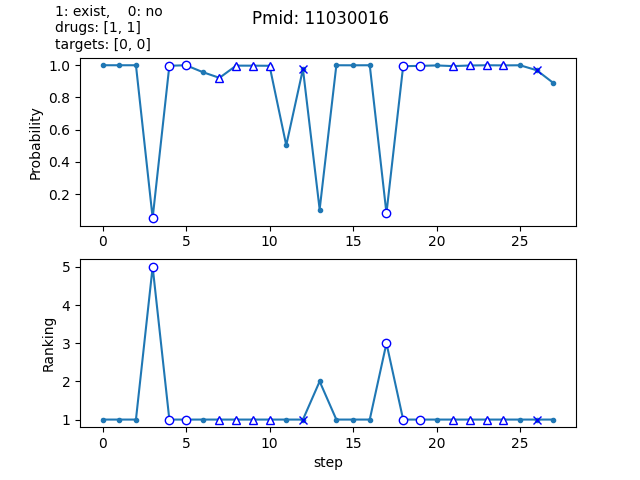 1: exist,    0: no
drugs: [1, 1]
targets: [0, 0]
Pmid: 11030016
1.0
0.8
0.6
0.4
0.2
Probability
0 5 10 15 20 25
5
4
3
2
1
Ranking
0 5 10 15 20 25
step